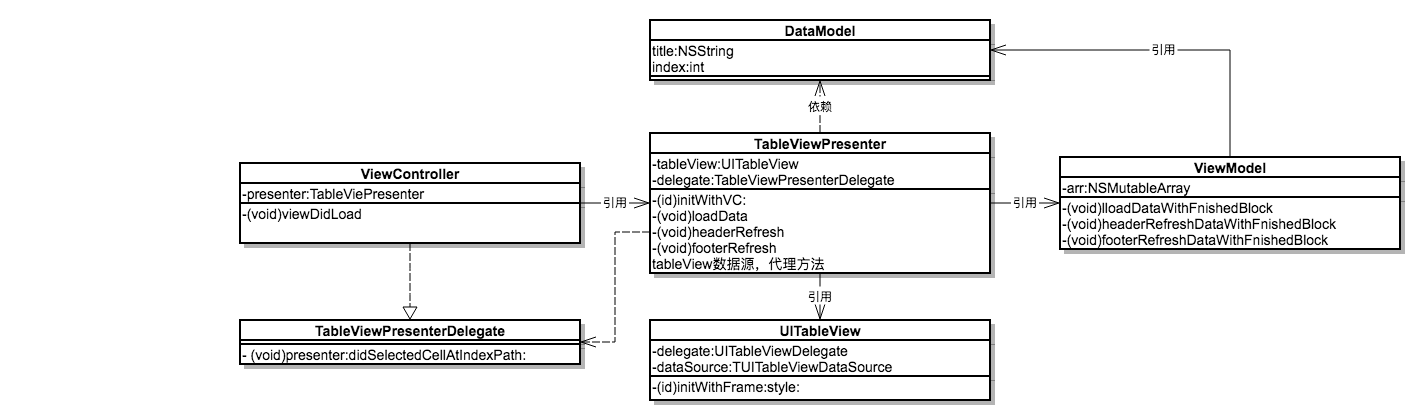 DataModel
title:NSString
index:int
引用
依赖
TableViewPresenter
-tableView:UITableView
-delegate:TableViewPresenterDelegate
-(id)initWithVC:
-(void)loadData
-(void)headerRefresh
-(void)footerRefresh
tableView数据源，代理方法
ViewController
-presenter:TableViePresenter
-(void)viewDidLoad
引用
引用
ViewModel
-arr:NSMutableArray
-(void)lloadDataWithFnishedBlock
-(void)headerRefreshDataWithFnishedBlock
-(void)footerRefreshDataWithFnishedBlock
引用
TableViewPresenterDelegate
- (void)presenter:didSelectedCellAtIndexPath:
UITableView
-delegate:UITableViewDelegate
-dataSource:TUITableViewDataSource
-(id)initWithFrame:style: